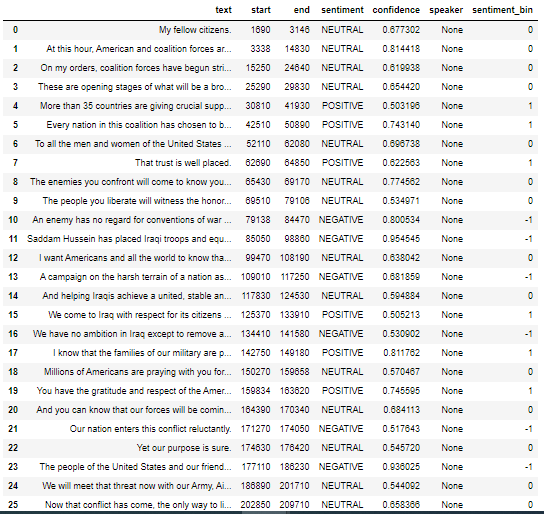 text start end sentiment confidence speaker sentiment_bin
0 My fellow citizens. 1690 3146 NEUTRAL 0.677302 None 0
1 At this hour, American and coalition forces ar... 3338 14830 NEUTRAL 0.814418 None 0
2 On my orders, coalition forces have begun stri... 15250 24640 NEUTRAL 0.619938 None 0
3 These are opening stages of what will be a bro... 25290 29830 NEUTRAL 0.654420 None 0
4 More than 35 countries are giving crucial supp... 30810 41930 POSITIVE 0.503196 None 1
5 Every nation in this coalition has chosen to b... 42510 50890 POSITIVE 0.743140 None 1
6 To all the men and women of the United States ... 52110 62080 NEUTRAL 0.696738 None 0
7 That trust is well placed. 62690 64850 POSITIVE 0.622563 None 1
8 The enemies you confront will come to know you... 65430 69170 NEUTRAL 0.774562 None 0
9 The people you liberate will witness the honor... 69510 79106 NEUTRAL 0.534971 None 0
10 An enemy has no regard for conventions of war ... 79138 84470 NEGATIVE 0.800534 None -1
11 Saddam Hussein has placed Iraqi troops and equ... 85050 98860 NEGATIVE 0.954545 None -1
12 I want Americans and all the world to know tha... 99470 108190 NEUTRAL 0.638042 None 0
13 A campaign on the harsh terrain of a nation as... 109010 117250 NEGATIVE 0.681859 None -1
14 And helping Iraqis achieve a united, stable an... 117830 124530 NEUTRAL 0.594884 None 0
15 We come to Iraq with respect for its citizens ... 125370 133910 POSITIVE 0.505213 None 1
16 We have no ambition in Iraq except to remove a... 134410 141580 NEGATIVE 0.530902 None -1
17 I know that the families of our military are p... 142750 149180 POSITIVE 0.811762 None 1
18 Millions of Americans are praying with you for... 150270 159658 NEUTRAL 0.570467 None 0
19 You have the gratitude and respect of the Amer... 159834 163620 POSITIVE 0.745595 None 1
20 And you can know that our forces will be comin... 164390 170340 NEUTRAL 0.684113 None 0
21 Our nation enters this conflict reluctantly. 171270 174050 NEGATIVE 0.517643 None -1
22 Yet our purpose is sure. 174630 176420 NEUTRAL 0.545720 None 0
23 The people of the United States and our friend... 177110 186230 NEGATIVE 0.936025 None -1
24 We will meet that threat now with our Army, Ai... 186890 201710 NEUTRAL 0.544092 None 0
25 Now that conflict has come, the only way to li... 202850 209710 NEUTRAL 0.658366 None 0